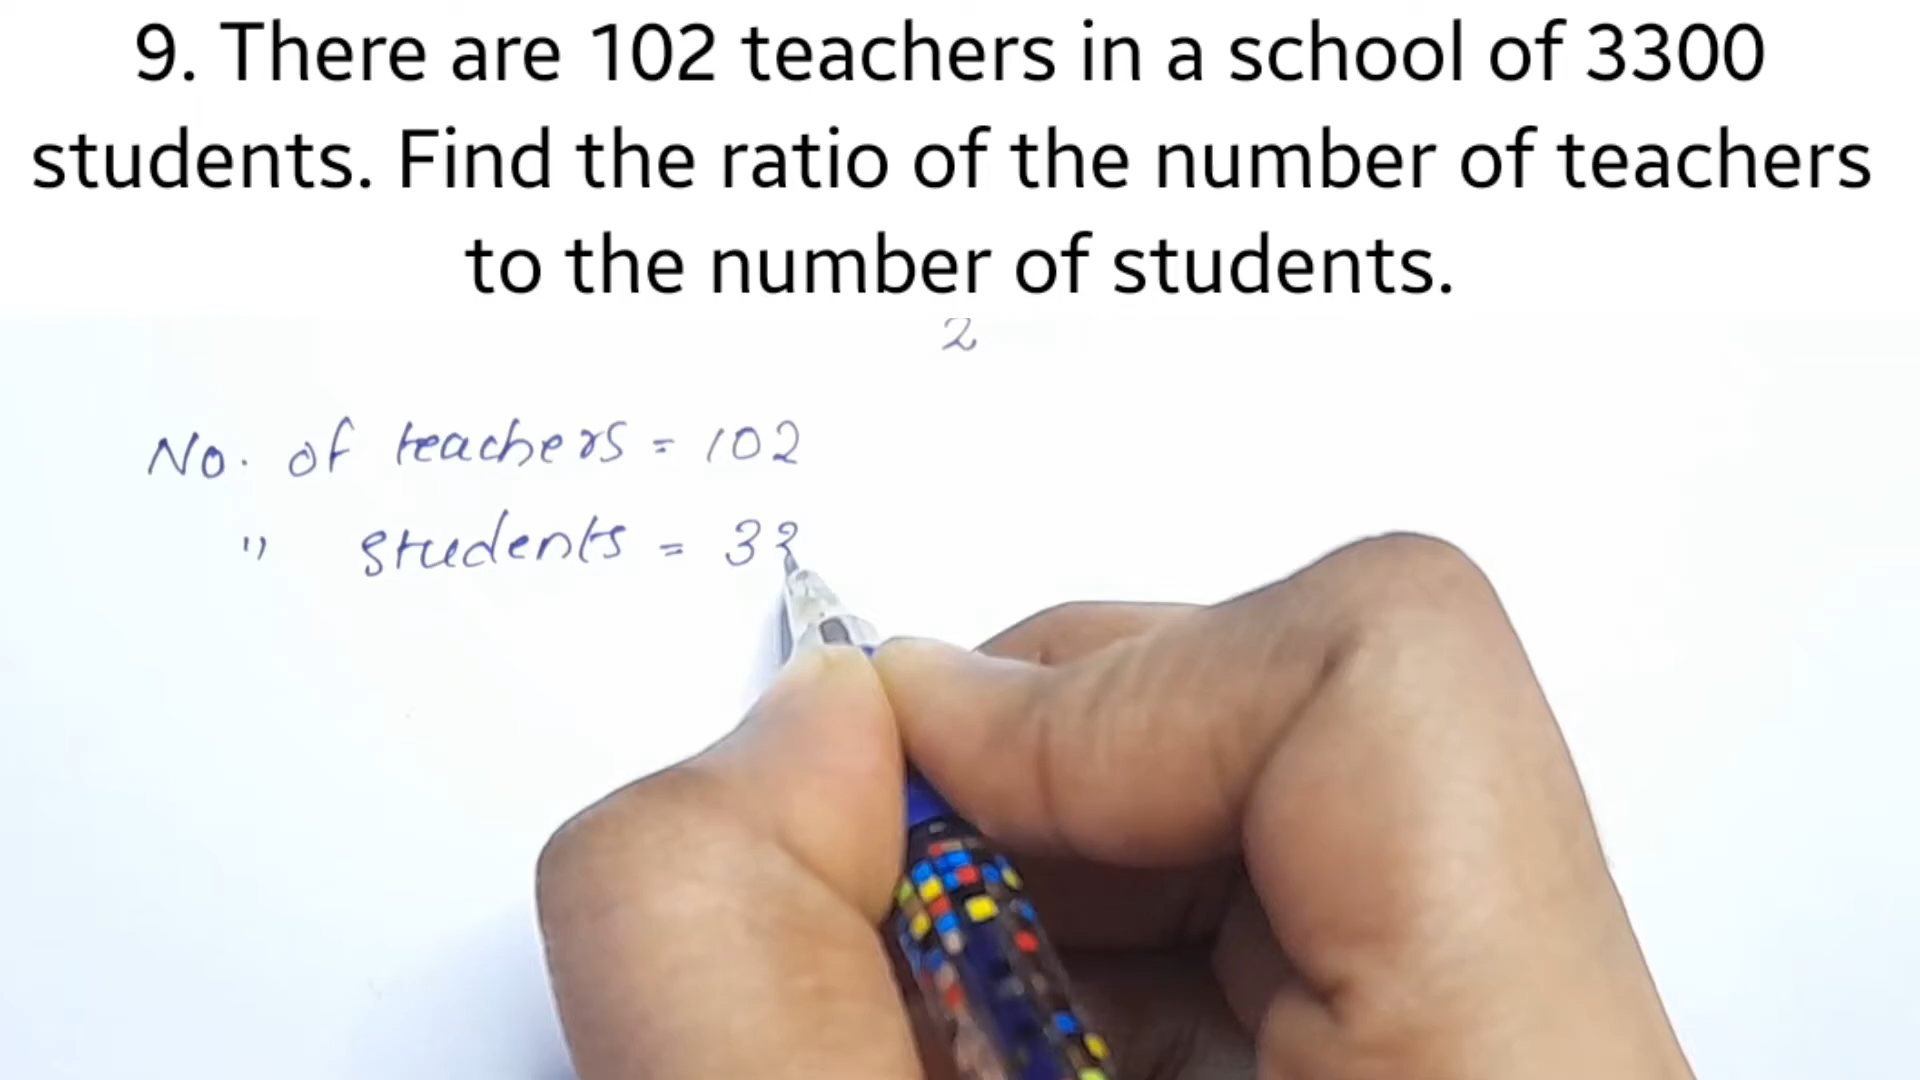 9. There are 102 teachers in a school of 3300
students. Find the ratio of the number of teachers
to the number of students.
2
No. of teachers = 102
" students = 33